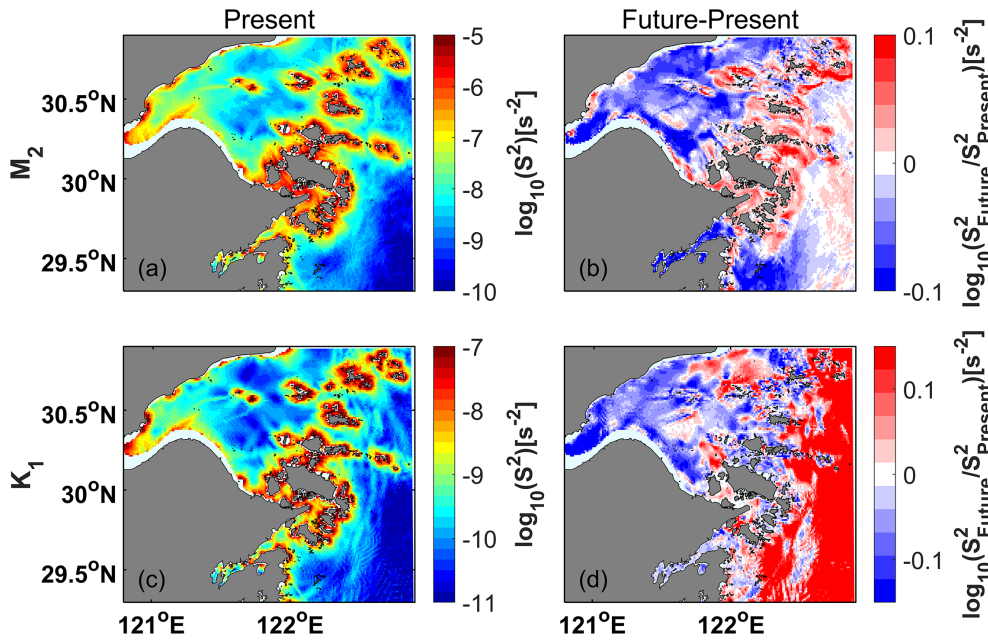 Present
Future-Present
M2
30.5°N
30°N
29.5°N
(a)
-5
-6
-7
-8
-9
-10
log10(S²)[s⁻²]
(b)
0.1
0
-0.1
log10(S²Future/S²Present)[s⁻²]
K1
30.5°N
30°N
29.5°N
(c)
121°E
122°E
-7
-8
-9
-10
-11
log10(S²)[s⁻²]
(d)
121°E
122°E
0.1
0
-0.1
log10(S²Future/S²Present)[s⁻²]